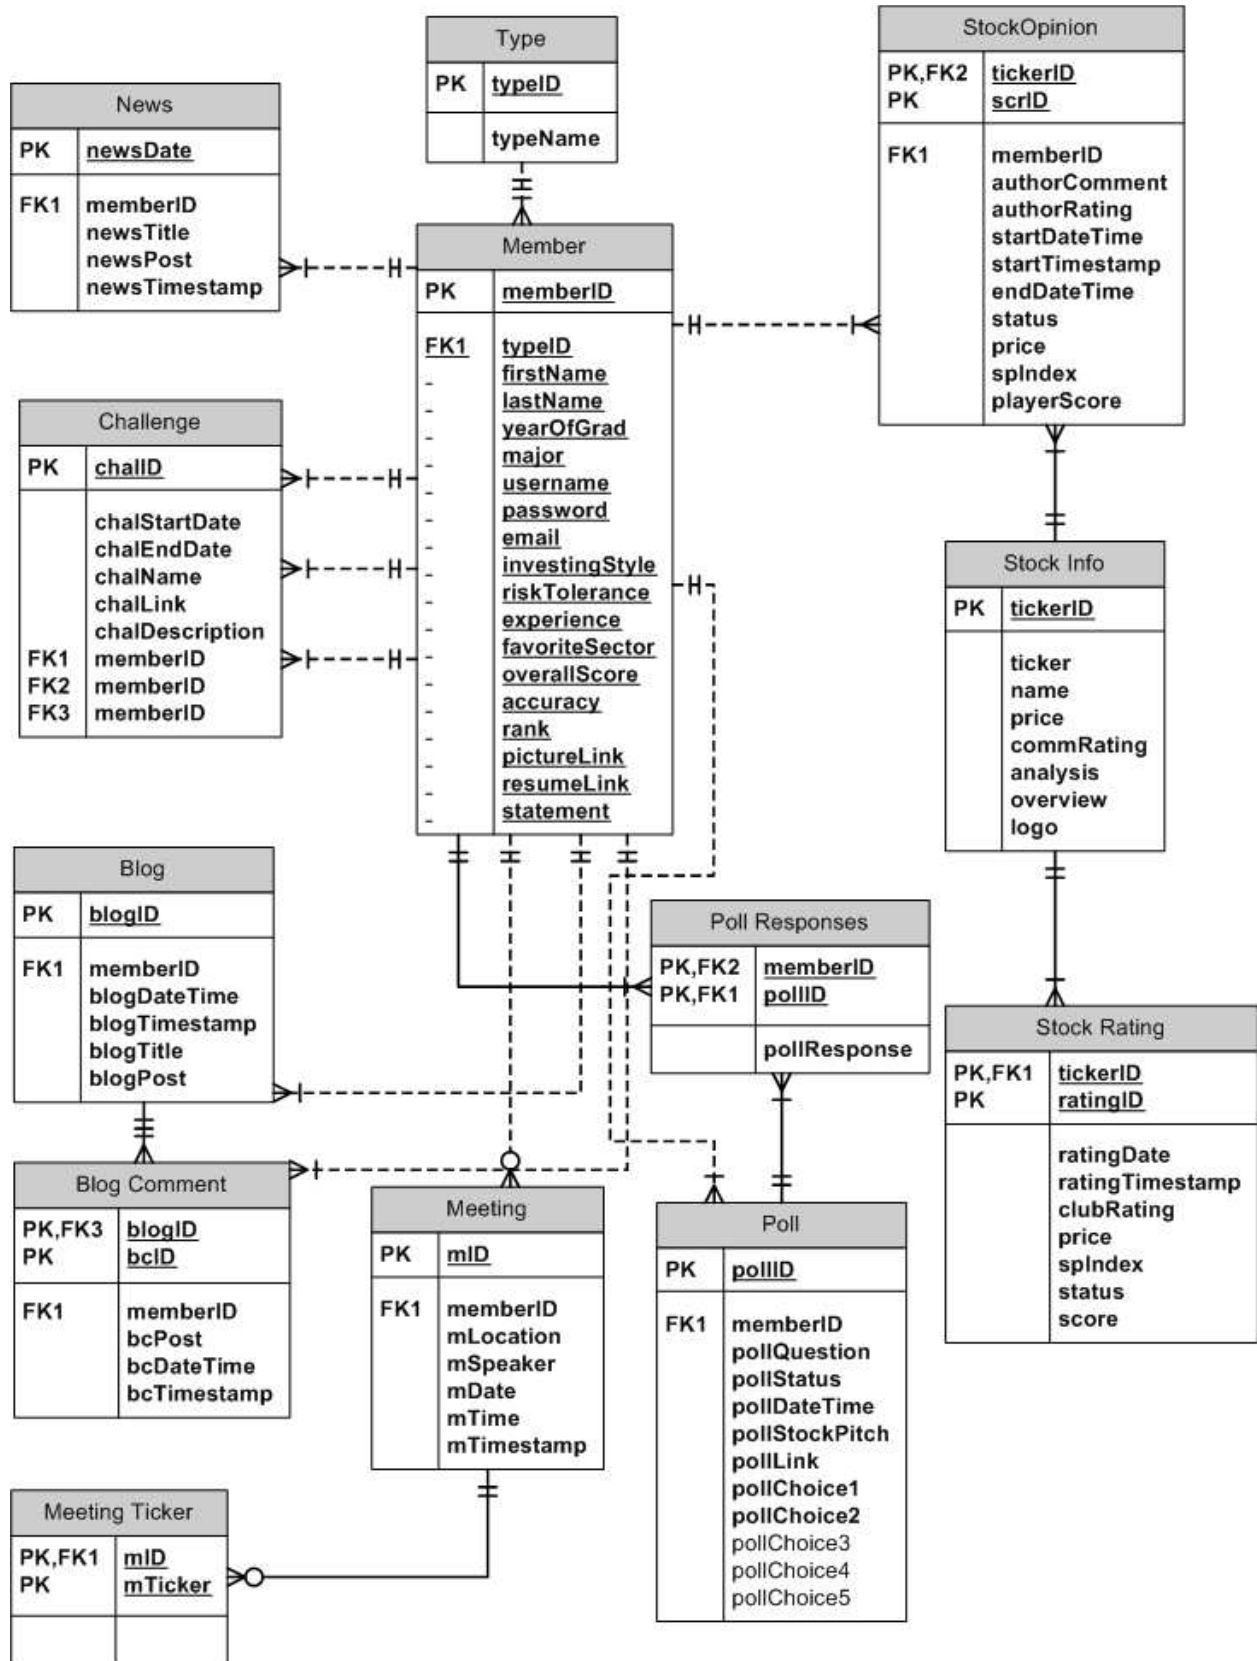 Type
PK typeID
typeName
StockOpinion
PK,FK2 tickerID
PK scrID
FK1 memberID
authorComment
authorRating
startDateTime
startTimestamp
endDateTime
status
price
spIndex
playerScore
News
PK newsDate
FK1 memberID
newsTitle
newsPost
newsTimestamp
Member
PK memberID
FK1 typeID
_ firstName
_ lastName
_ yearOfGrad
_ major
_ username
_ password
_ email
_ investingStyle
_ riskTolerance
_ experience
_ favoriteSector
_ overallScore
_ accuracy
_ rank
_ pictureLink
_ resumeLink
_ statement
Challenge
PK chalID
chalStartDate
chalEndDate
chalName
chalLink
chalDescription
FK1 memberID
FK2 memberID
FK3 memberID
Stock Info
PK tickerID
ticker
name
price
commRating
analysis
overview
logo
Blog
PK blogID
FK1 memberID
blogDateTime
blogTimestamp
blogTitle
blogPost
Poll Responses
PK,FK2 memberID
PK,FK1 pollID
pollResponse
Stock Rating
PK,FK1 tickerID
PK ratingID
ratingDate
ratingTimestamp
clubRating
price
spIndex
status
score
Blog Comment
PK,FK3 blogID
PK bcID
FK1 memberID
bcPost
bcDateTime
bcTimestamp
Meeting
PK mID
FK1 memberID
mLocation
mSpeaker
mDate
mTime
mTimestamp
Poll
PK pollID
FK1 memberID
pollQuestion
pollStatus
pollDateTime
pollStockPitch
pollLink
pollChoice1
pollChoice2
pollChoice3
pollChoice4
pollChoice5
Meeting Ticker
PK,FK1 mID
PK mTicker